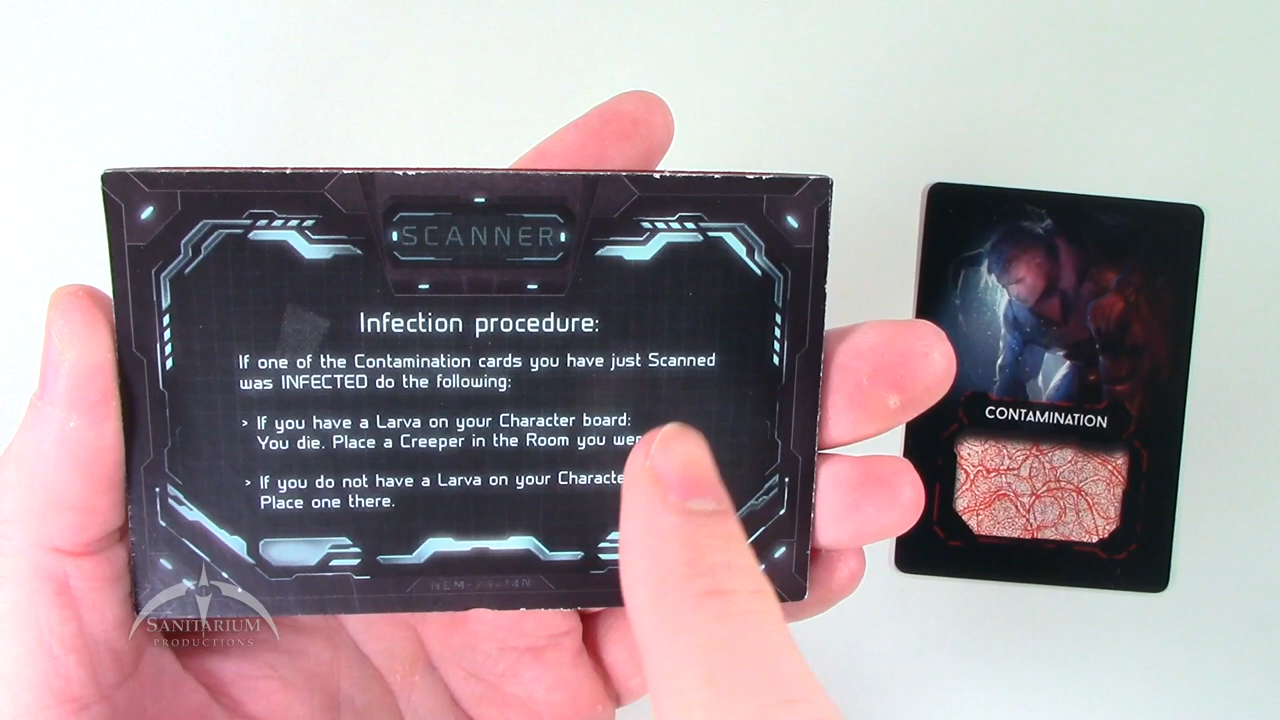 SCANNER
Infection procedure:
If one of the Contamination cards you have just Scanned
was INFECTED do the following:
> If you have a Larva on your Character board:
You die. Place a Creeper in the Room you
> If you do not have a Larva on your
Place one there.
CONTAMINATION
SANITARIUM
PRODUCTIONS